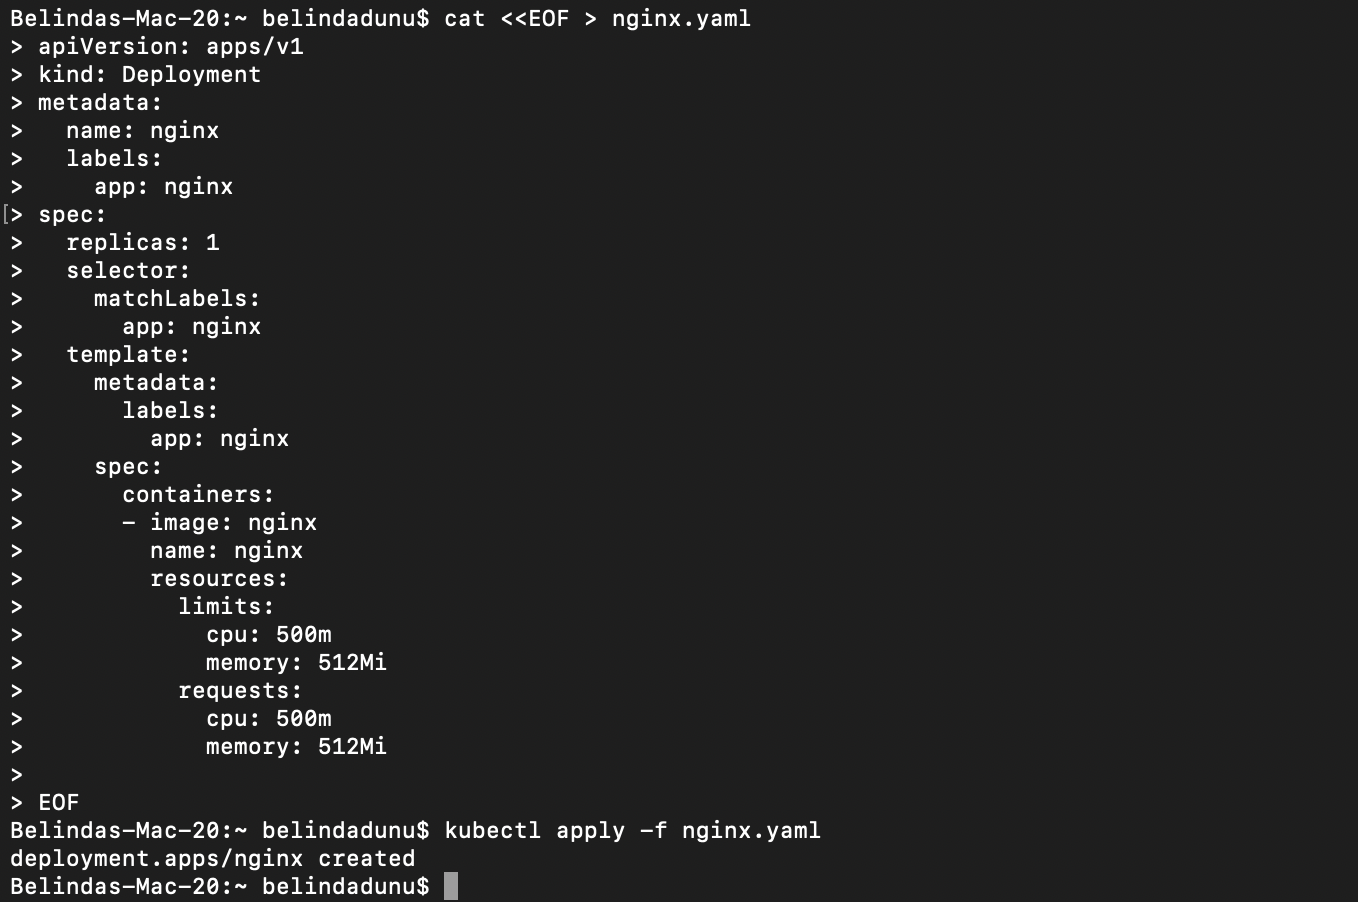 Belindas-Mac-20:~ belindadunu$ cat <<EOF > nginx.yaml
> apiVersion: apps/v1
> kind: Deployment
> metadata:
>   name: nginx
>   labels:
>     app: nginx
[> spec:
>   replicas: 1
>   selector:
>     matchLabels:
>       app: nginx
>   template:
>     metadata:
>       labels:
>         app: nginx
>     spec:
>       containers:
>       - image: nginx
>         name: nginx
>         resources:
>           limits:
>             cpu: 500m
>             memory: 512Mi
>           requests:
>             cpu: 500m
>             memory: 512Mi
>
> EOF
Belindas-Mac-20:~ belindadunu$ kubectl apply -f nginx.yaml
deployment.apps/nginx created
Belindas-Mac-20:~ belindadunu$